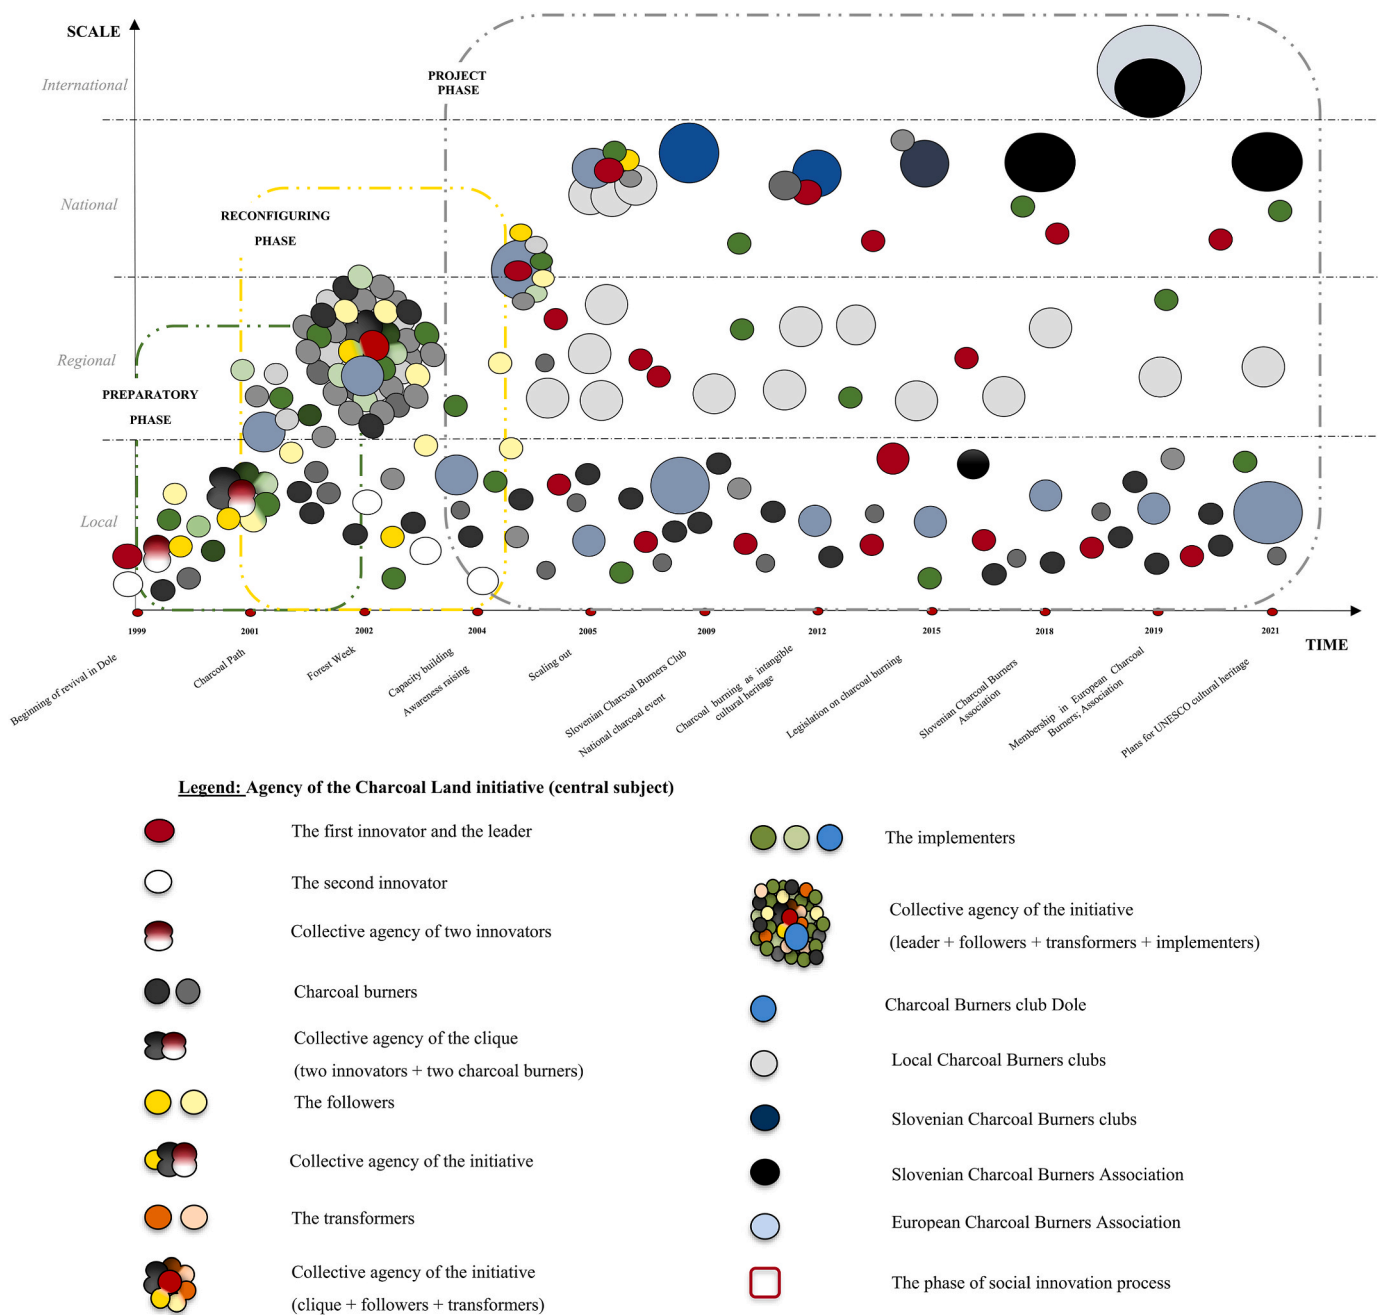 SCALE
International
PROJECT
PHASE
National
RECONFIGURING
PHASE
Regional
PREPARATORY
PHASE
Local
1999
2001
2002
2004
2005
2009
2012
2015
2018
2019
2021
TIME
Beginning of revival in Dole
Charcoal Path
Forest Week
Capacity building
Awareness raising
Scaling out
Slovenian Charcoal Burners Club
National charcoal event
Charcoal burning as intangible
cultural heritage
Legislation on charcoal burning
Slovenian Charcoal Burners
Association
Membership in European Charcoal
Burners; Association
Plans for UNESCO cultural heritage
Legend: Agency of the Charcoal Land initiative (central subject)
The first innovator and the leader
The second innovator
Collective agency of two innovators
Charcoal burners
Collective agency of the clique
(two innovators + two charcoal burners)
The followers
Collective agency of the initiative
The transformers
Collective agency of the initiative
(clique + followers + transformers)
The implementers
Collective agency of the initiative
(leader + followers + transformers + implementers)
Charcoal Burners club Dole
Local Charcoal Burners clubs
Slovenian Charcoal Burners clubs
Slovenian Charcoal Burners Association
European Charcoal Burners Association
The phase of social innovation process